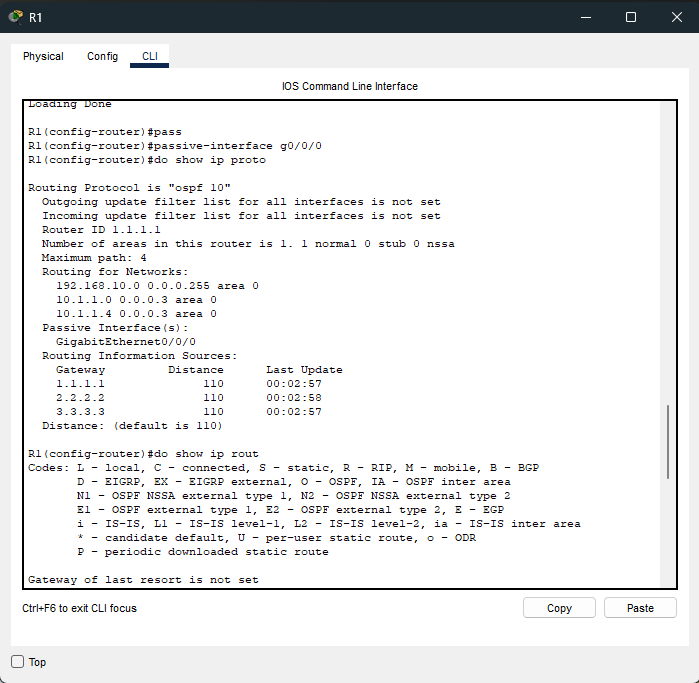 R1
Physical Config CLI
IOS Command Line Interface
Loading Done
R1(config-router)#pass
R1(config-router)#passive-interface g0/0/0
R1(config-router)#do show ip proto
Routing Protocol is "ospf 10"
Outgoing update filter list for all interfaces is not set
Incoming update filter list for all interfaces is not set
Router ID 1.1.1.1
Number of areas in this router is 1. 1 normal 0 stub 0 nssa
Maximum path: 4
Routing for Networks:
192.168.10.0 0.0.0.255 area 0
10.1.1.0 0.0.0.3 area 0
10.1.1.4 0.0.0.3 area 0
Passive Interface(s):
GigabitEthernet0/0/0
Routing Information Sources:
Gateway Distance Last Update
1.1.1.1 110 00:02:57
2.2.2.2 110 00:02:58
3.3.3.3 110 00:02:57
Distance: (default is 110)
R1(config-router)#do show ip rout
Codes: L - local, C - connected, S - static, R - RIP, M - mobile, B - BGP
D - EIGRP, EX - EIGRP external, O - OSPF, IA - OSPF inter area
N1 - OSPF NSSA external type 1, N2 - OSPF NSSA external type 2
E1 - OSPF external type 1, E2 - OSPF external type 2, E - EGP
i - IS-IS, L1 - IS-IS level-1, L2 - IS-IS level-2, ia - IS-IS inter area
* - candidate default, U - per-user static route, o - ODR
P - periodic downloaded static route
Gateway of last resort is not set
Ctrl+F6 to exit CLI focus
Copy Paste
Top